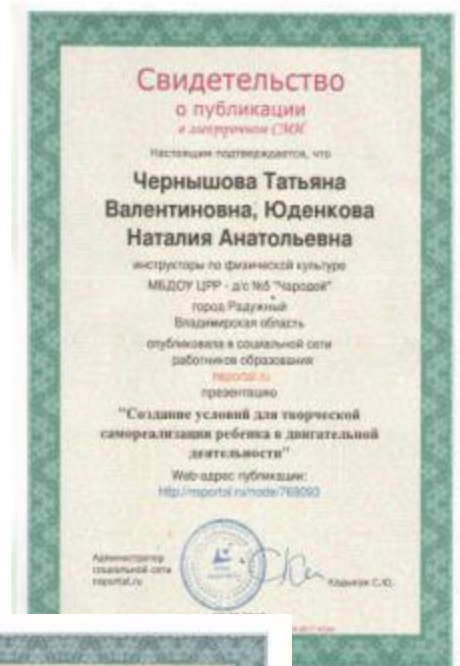 Свидетельство
о публикации
в электронном СМИ
Настоящим подтверждается, что
Чернышова Татьяна
Валентиновна, Юденкова
Наталия Анатольевна
инструкторы по физической культуре
МБДОУ ЦРР - д/с №5 "Чародей"
город Радужный
Владимирская область
опубликовала в социальной сети
работников образования
nsportal.ru
презентацию
"Создание условий для творческой
самореализации ребенка в двигательной
деятельности"
Web-адрес публикации:
http://nsportal.ru/node/769093
Администратор
социальной сети
nsportal.ru